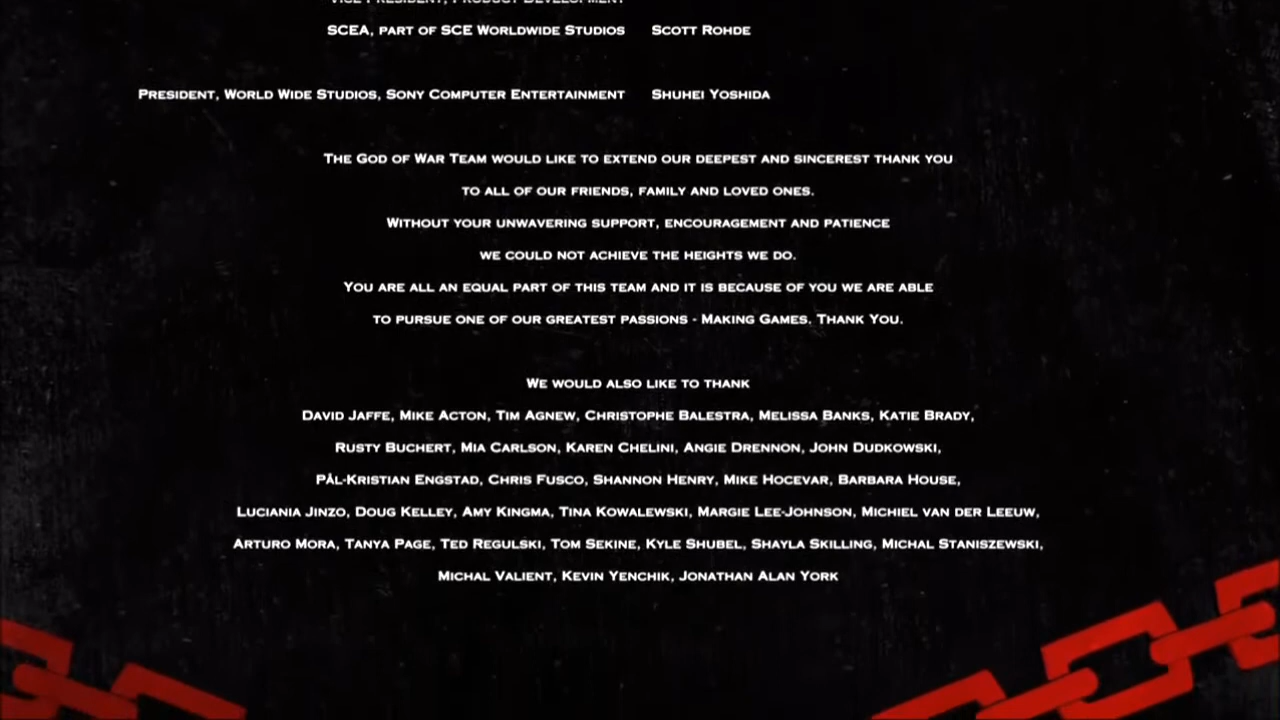 Vice President, Product Development
SCEA, part of SCE Worldwide Studios Scott Rohde
President, World Wide Studios, Sony Computer Entertainment Shuhei Yoshida
The God of War Team would like to extend our deepest and sincerest thank you
to all of our friends, family and loved ones.
Without your unwavering support, encouragement and patience
we could not achieve the heights we do.
You are all an equal part of this team and it is because of you we are able
to pursue one of our greatest passions - Making Games. Thank You.
We would also like to thank
David Jaffe, Mike Acton, Tim Agnew, Christophe Balestra, Melissa Banks, Katie Brady,
Rusty Buchert, Mia Carlson, Karen Chelini, Angie Drennon, John Dudkowski,
Pål-Kristian Engstad, Chris Fusco, Shannon Henry, Mike Hocevar, Barbara House,
Luciania Jinzo, Doug Kelley, Amy Kingma, Tina Kowalewski, Margie Lee-Johnson, Michiel van der Leeuw,
Arturo Mora, Tanya Page, Ted Regulski, Tom Sekine, Kyle Shubel, Shayla Skilling, Michal Staniszewski,
Michal Valient, Kevin Yenchik, Jonathan Alan York